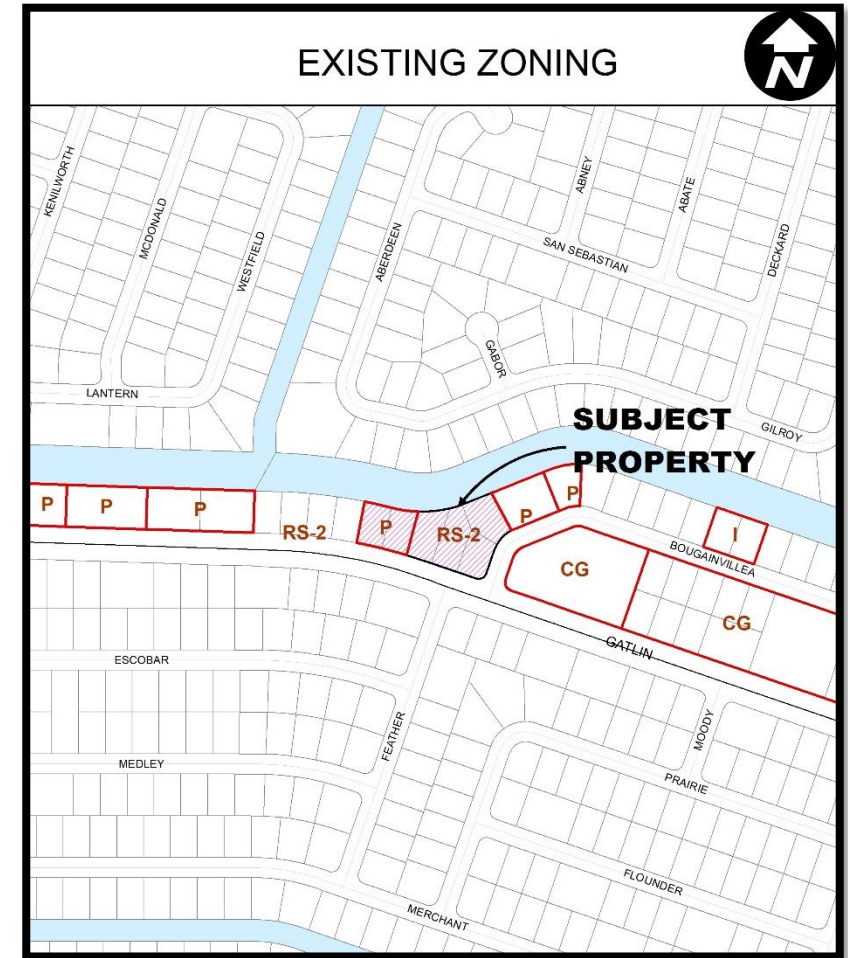 EXISTING ZONING
N
KENILWORTH
MCDONALD
WESTFIELD
ABERDEEN
ABNEY
ABATE
SAN SEBASTIAN
DECKARD
GABOR
LANTERN
GILROY
SUBJECT
PROPERTY
P
P
P
RS-2
P
RS-2
P
P
I
BOUGAINVILLEA
CG
CG
GATLIN
ESCOBAR
FEATHER
MOODY
MEDLEY
PRAIRIE
FLOUNDER
MERCHANT